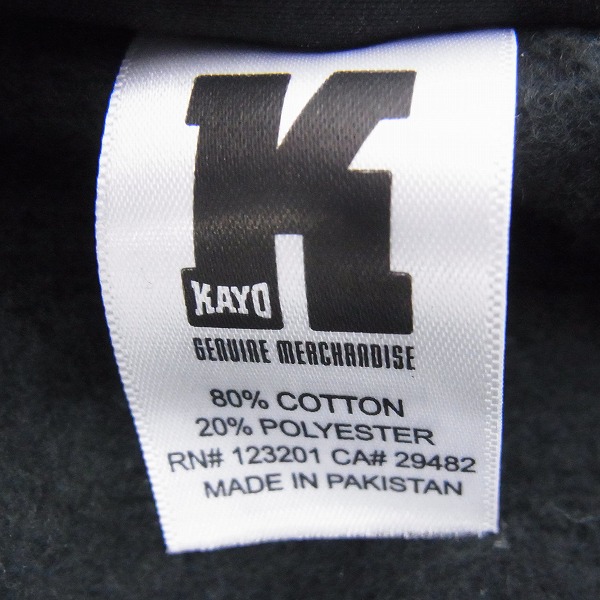 K
KAYO
GENUINE MERCHANDISE
80% COTTON
20% POLYESTER
RN# 123201 CA# 29482
MADE IN PAKISTAN